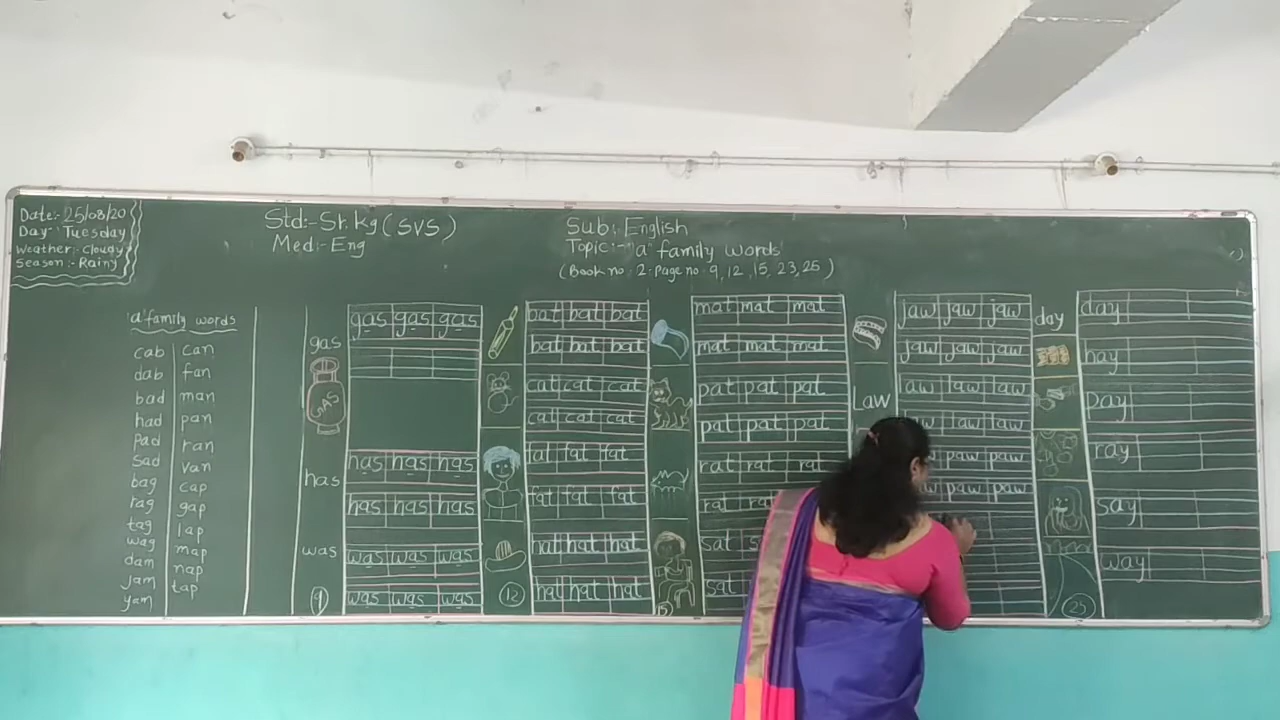 Date:- 25/08/20
Day:- Tuesday
Weather:- Cloudy
Season:- Rainy
Std:- Sr.kg (SVS)
Med:- Eng
Sub:- English
Topic:- "a" family words
(Book no. 2. Page no. 9, 12, 15, 23, 25)
'a' family words
cab can
dab fan
bad man
had pan
Pad ran
Sad van
bag cap
rag gap
tag lap
wag map
dam nap
jam tap
yam
gas
gas gas gas
GAS
has
has has has
has has has
was
was was was
was was was
9
bat bat bat
bat bat bat
cat cat cat
cat cat cat
fat fat fat
fat fat fat
hat hat hat
hat hat hat
12
mat mat mat
mat mat mat
pat pat pat
pat pat pat
rat rat rat
rat
sat
sat
15
jaw jaw jaw
jaw jaw jaw
Law
law law law
law law
paw paw
paw paw
day
day
hay
pay
ray
say
way
25